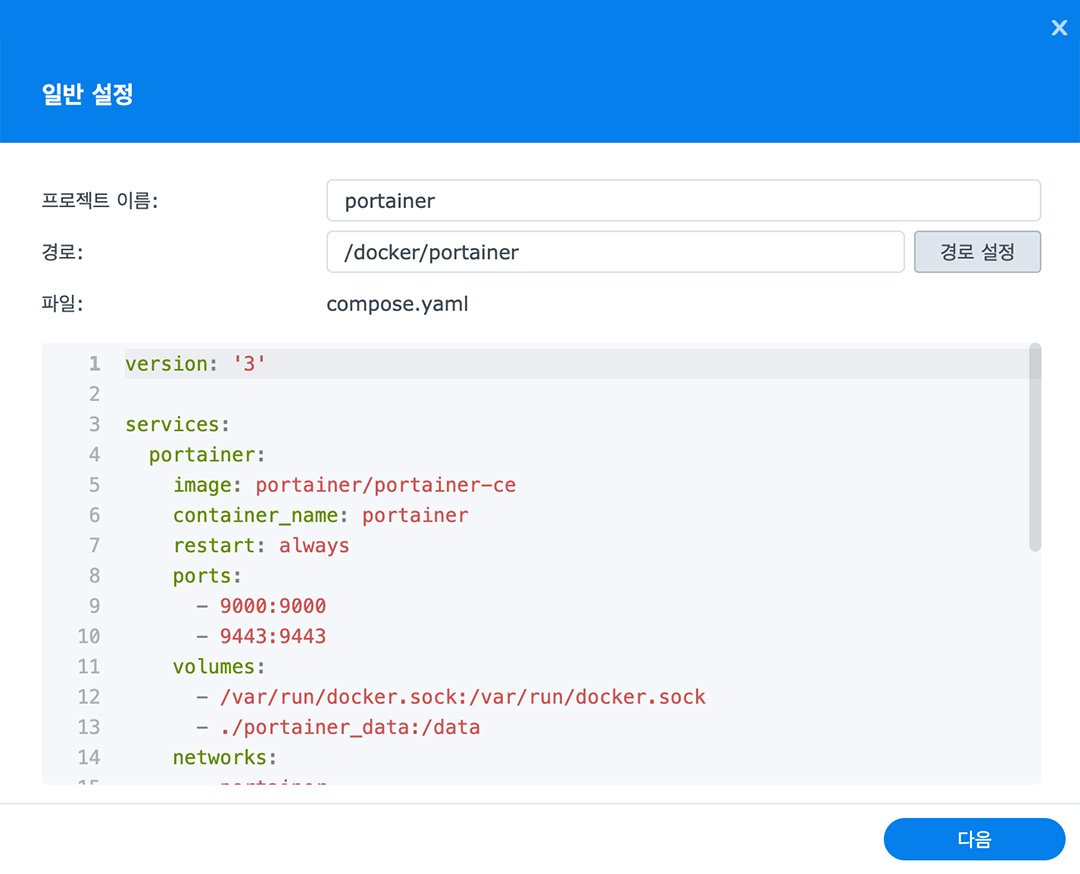 X
일반 설정
프로젝트 이름: portainer
경로: /docker/portainer 경로 설정
파일: compose.yaml
1 version: '3'
2
3 services:
4   portainer:
5     image: portainer/portainer-ce
6     container_name: portainer
7     restart: always
8     ports:
9       - 9000:9000
10       - 9443:9443
11     volumes:
12       - /var/run/docker.sock:/var/run/docker.sock
13       - ./portainer_data:/data
14     networks:
다음